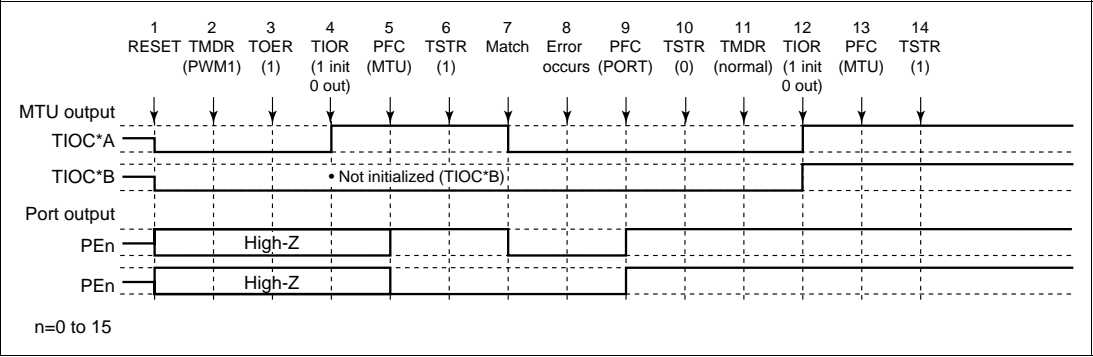 1 2 3 4 5 6 7 8 9 10 11 12 13 14
RESET TMDR TOER TIOR PFC TSTR Match Error PFC TSTR TMDR TIOR PFC TSTR
(PWM1) (1) (1 init (MTU) (1) occurs (PORT) (0) (normal) (1 init (MTU) (1)
0 out) 0 out)
MTU output
TIOC*A
TIOC*B • Not initialized (TIOC*B)
Port output
PEn High-Z
PEn High-Z
n=0 to 15